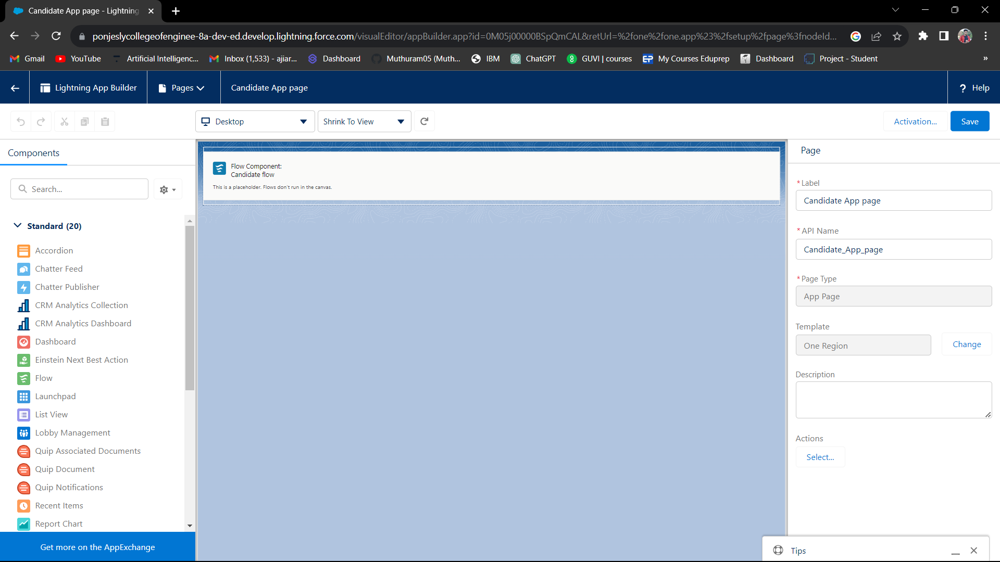 Candidate App page - Lightning
ponjeslycollegeofenginee-8a-dev-ed.develop.lightning.force.com/visualEditor/appBuilder.app?id=0M05j00000BSpQmCAL&retUrl=%2fone%2fone.app%23%2fsetup%2fpage%3fnodeId...
Gmail YouTube Artificial Intelligenc... Inbox (1,533) - ajiar... Dashboard Muthuram05 (Muth... IBM ChatGPT GUVI | courses My Courses Eduprep Dashboard Project - Student »
Lightning App Builder Pages Candidate App page ? Help
Desktop Shrink To View Activation... Save
Components
Search...
Standard (20)
Accordion
Chatter Feed
Chatter Publisher
CRM Analytics Collection
CRM Analytics Dashboard
Dashboard
Einstein Next Best Action
Flow
Launchpad
List View
Lobby Management
Quip Associated Documents
Quip Document
Quip Notifications
Recent Items
Report Chart
Get more on the AppExchange
Flow Component:
Candidate flow
This is a placeholder. Flows don't run in the canvas.
Page
*Label
Candidate App page
*API Name
Candidate_App_page
*Page Type
App Page
Template
One Region Change
Description
Actions
Select...
Tips